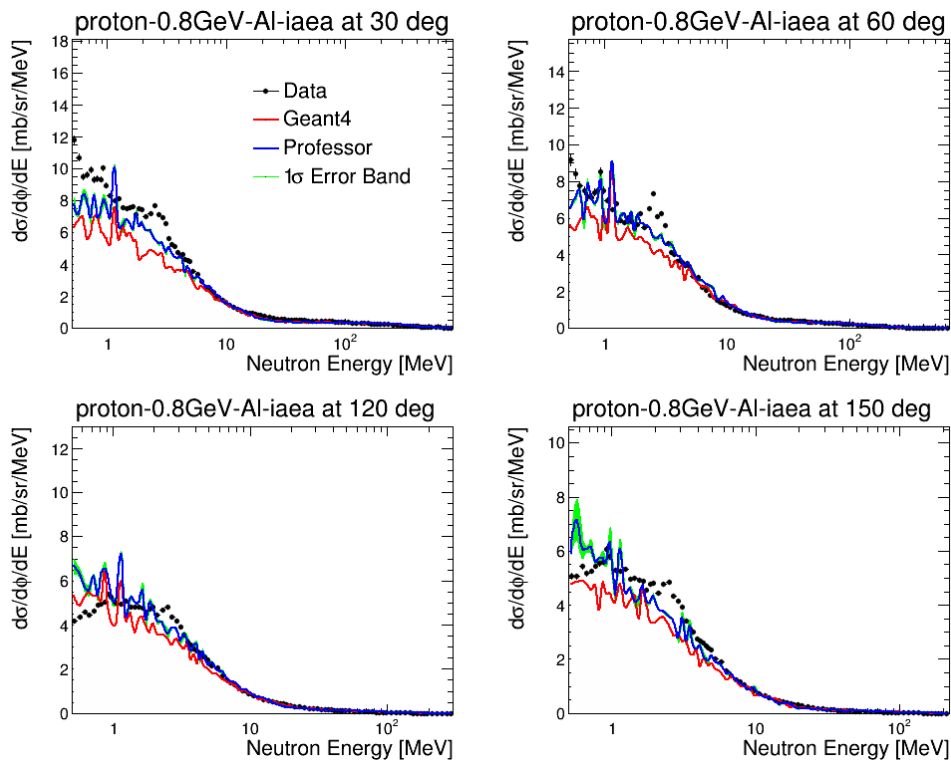 proton-0.8GeV-Al-iaea at 30 deg
dσ/dϕ/dE [mb/sr/MeV]
18
16
14
12
10
8
6
4
2
0
Data
Geant4
Professor
1σ Error Band
1
10
10²
Neutron Energy [MeV]
proton-0.8GeV-Al-iaea at 60 deg
dσ/dϕ/dE [mb/sr/MeV]
14
12
10
8
6
4
2
0
1
10
10²
Neutron Energy [MeV]
proton-0.8GeV-Al-iaea at 120 deg
dσ/dϕ/dE [mb/sr/MeV]
12
10
8
6
4
2
0
1
10
10²
Neutron Energy [MeV]
proton-0.8GeV-Al-iaea at 150 deg
dσ/dϕ/dE [mb/sr/MeV]
10
8
6
4
2
0
1
10
10²
Neutron Energy [MeV]